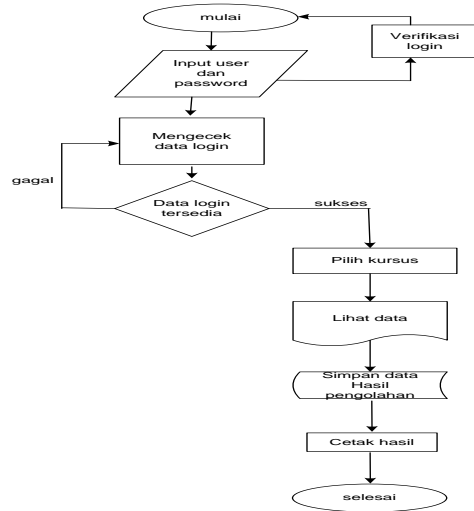 mulai
Verifikasi
login
Input user
dan
password
Mengecek
data login
gagal
Data login
tersedia
sukses
Pilih kursus
Lihat data
Simpan data
Hasil
pengolahan
Cetak hasil
selesai